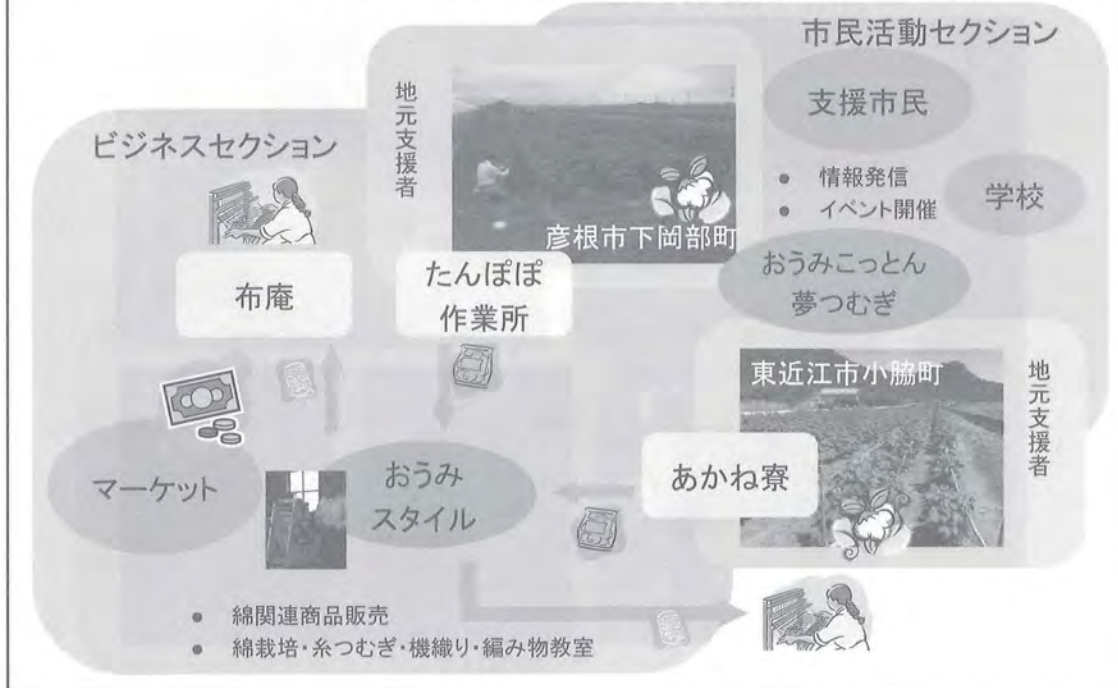 市民活動セクション
支援市民
● 情報発信
● イベント開催
学校
おうみこっとん
夢つむぎ
地元支援者
彦根市下岡部町
ビジネスセクション
布庵
たんぽぽ
作業所
東近江市小脇町
地元支援者
あかね寮
マーケット
おうみ
スタイル
● 綿関連商品販売
● 綿栽培・糸つむぎ・機織り・編み物教室